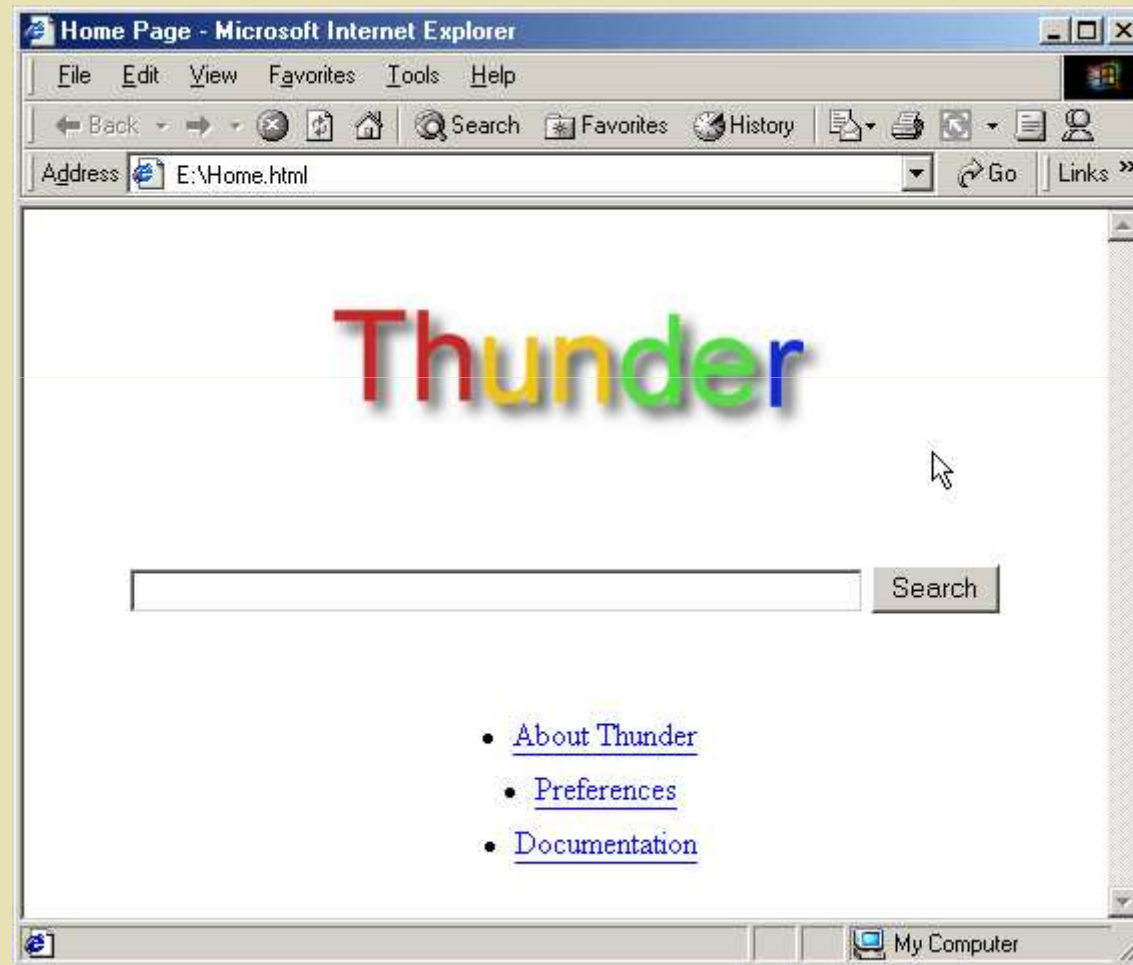 Home Page - Microsoft Internet Explorer
File Edit View Favorites Tools Help
Back Search Favorites History
Address E:\Home.html Go Links »
Thunder
Search
• About Thunder
• Preferences
• Documentation
My Computer